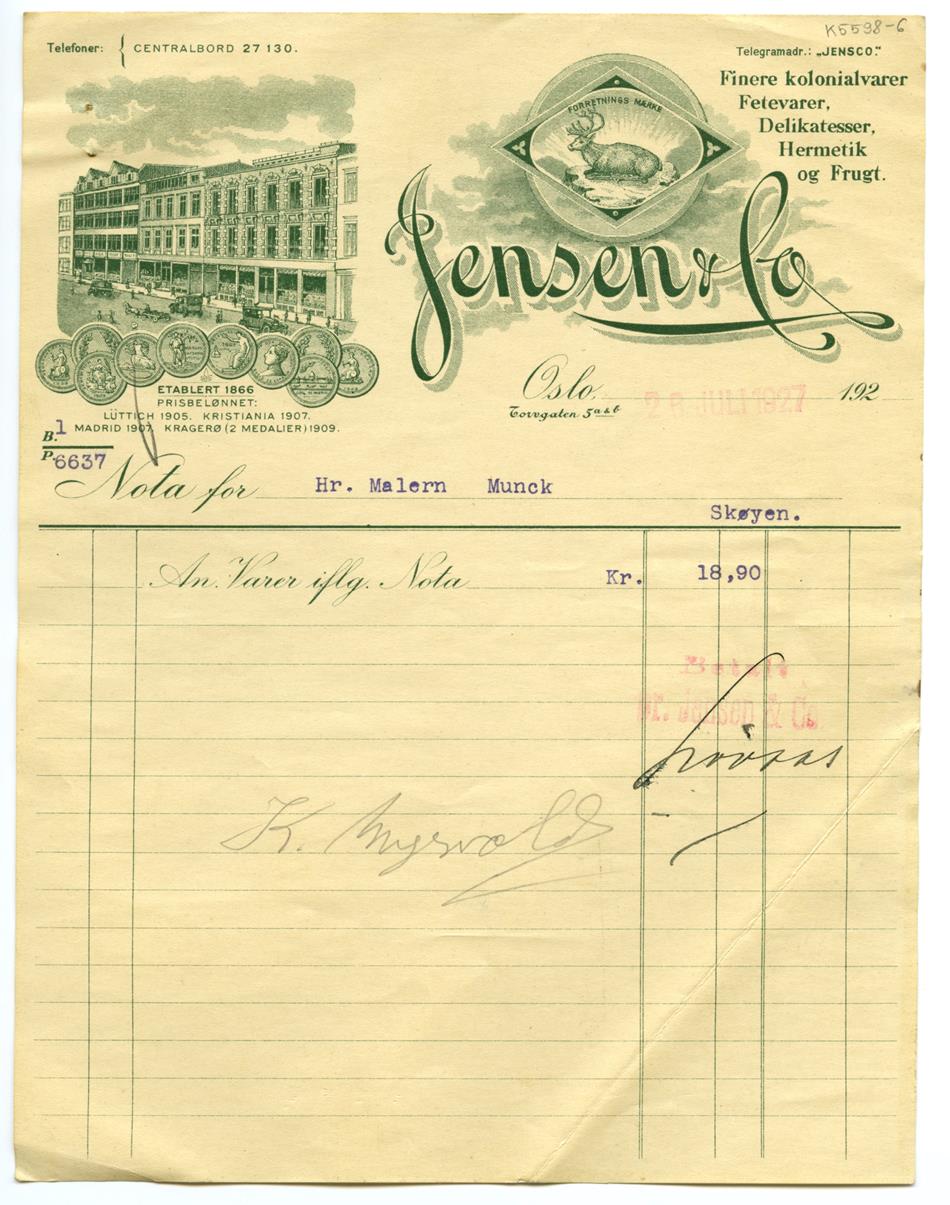 K5598-6
Telefoner: { CENTRALBORD 27 130.
Telegramadr.: „JENSCO."
Finere kolonialvarer
Fetevarer,
Delikatesser,
Hermetik
og Frugt.
FORRETNINGS MÆRKE
Jensen & Co
ETABLERT 1866
PRISBELØNNET:
LÜTTICH 1905. KRISTIANIA 1907.
MADRID 1907. KRAGERØ (2 MEDALIER) 1909.
Oslo, 26 JULI 1927 192
Torvgaten 5 a & b
B. 1
P. 6637
Nota for Hr. Malern Munck
Skøyen.
An Varer iflg. Nota Kr. 18,90
Betalt
pr. Jensen & Co
K.